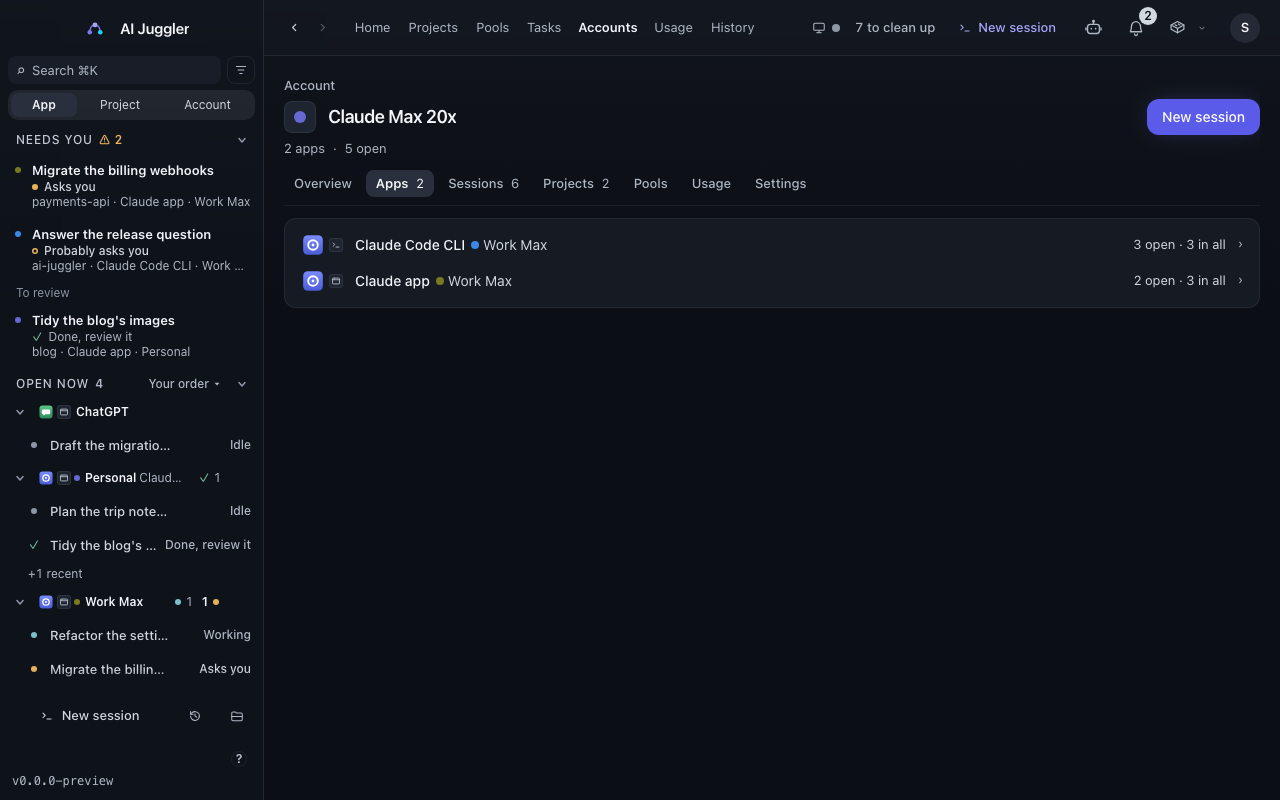 AI Juggler
Search ⌘K
App Project Account
NEEDS YOU 2
Migrate the billing webhooks
Asks you
payments-api · Claude app · Work Max
Answer the release question
Probably asks you
ai-juggler · Claude Code CLI · Work ...
To review
Tidy the blog's images
Done, review it
blog · Claude app · Personal
OPEN NOW 4 Your order
ChatGPT
Draft the migratio... Idle
Personal Claud... 1
Plan the trip note... Idle
Tidy the blog's ... Done, review it
+1 recent
Work Max 1 1
Refactor the setti... Working
Migrate the billin... Asks you
New session
?
v0.0.0-preview
Home Projects Pools Tasks Accounts Usage History 7 to clean up New session 2 S
Account
Claude Max 20x
New session
2 apps · 5 open
Overview Apps 2 Sessions 6 Projects 2 Pools Usage Settings
Claude Code CLI Work Max 3 open · 3 in all
Claude app Work Max 2 open · 3 in all